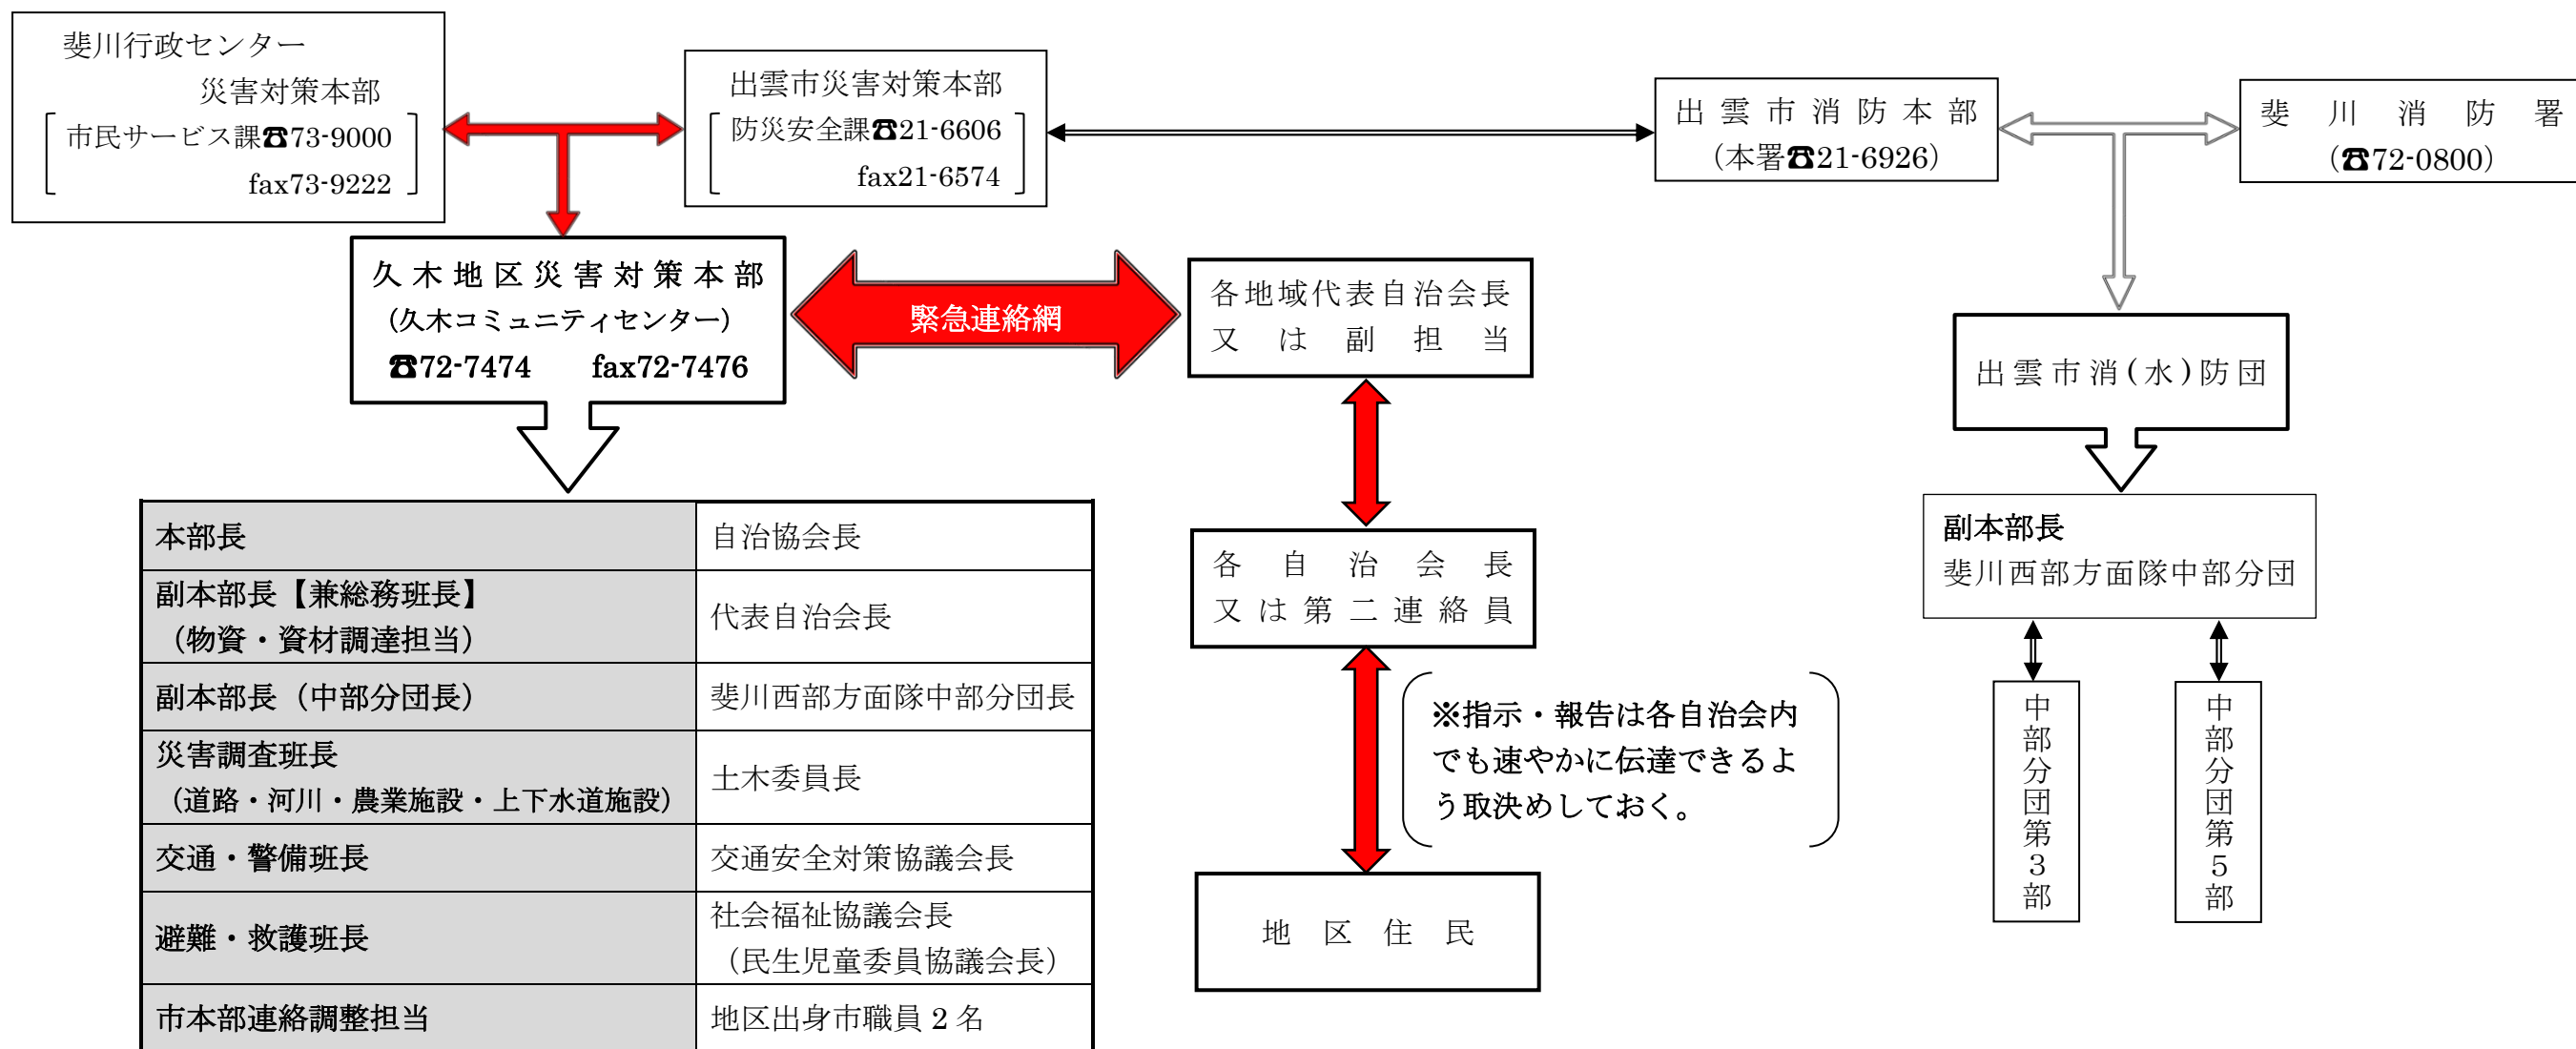 斐川行政センター
災害対策本部
市民サービス課☎73-9000
fax73-9222
出雲市災害対策本部
防災安全課☎21-6606
fax21-6574
出雲市消防本部
（本署☎21-6926）
斐川消防署
（☎72-0800）
久木地区災害対策本部
（久木コミュニティセンター）
☎72-7474 fax72-7476
緊急連絡網
各地域代表自治会長
又は副担当
出雲市消(水)防団
本部長 自治協会長
副本部長【兼総務班長】
（物資・資材調達担当） 代表自治会長
副本部長（中部分団長） 斐川西部方面隊中部分団長
災害調査班長
（道路・河川・農業施設・上下水道施設） 土木委員長
交通・警備班長 交通安全対策協議会長
避難・救護班長 社会福祉協議会長
（民生児童委員協議会長）
市本部連絡調整担当 地区出身市職員2名
各自治会長
又は第二連絡員
※指示・報告は各自治会内
でも速やかに伝達できるよ
う取決めしておく。
地区住民
副本部長
斐川西部方面隊中部分団
中部分団第3部
中部分団第5部